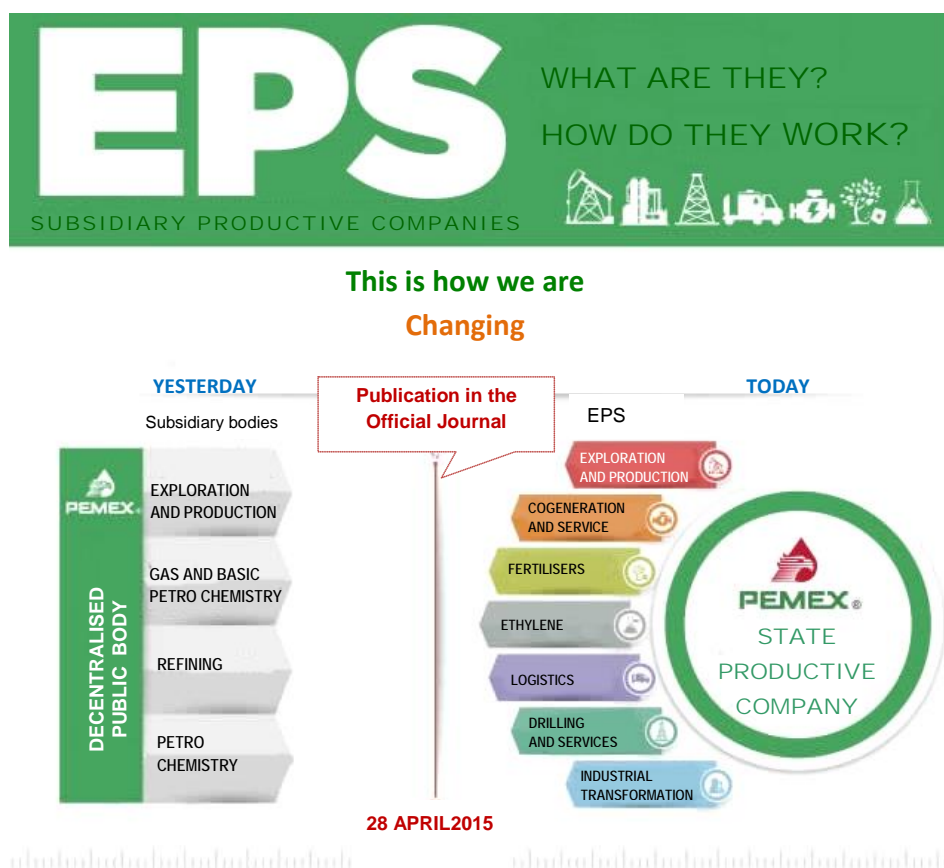 EPS
WHAT ARE THEY?
HOW DO THEY WORK?
SUBSIDIARY PRODUCTIVE COMPANIES
This is how we are
Changing
YESTERDAY
Publication in the
Official Journal
TODAY
Subsidiary bodies
EPS
DECENTRALISED
PUBLIC BODY
PEMEX®
EXPLORATION
AND PRODUCTION
GAS AND BASIC
PETRO CHEMISTRY
REFINING
PETRO
CHEMISTRY
EXPLORATION
AND PRODUCTION
COGENERATION
AND SERVICE
FERTILISERS
ETHYLENE
LOGISTICS
DRILLING
AND SERVICES
INDUSTRIAL
TRANSFORMATION
PEMEX®
STATE
PRODUCTIVE
COMPANY
28 APRIL2015